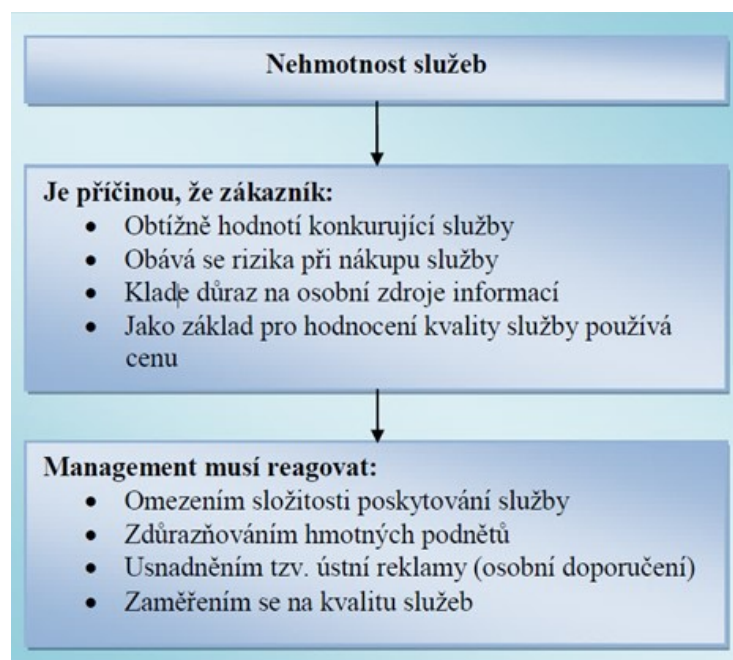 Nehmotnost služeb
Je příčinou, že zákazník:
• Obtížně hodnotí konkurující služby
• Obává se rizika při nákupu služby
• Klade důraz na osobní zdroje informací
• Jako základ pro hodnocení kvality služby používá
cenu
Management musí reagovat:
• Omezením složitosti poskytování služby
• Zdůrazňováním hmotných podnětů
• Usnadněním tzv. ústní reklamy (osobní doporučení)
• Zaměřením se na kvalitu služeb